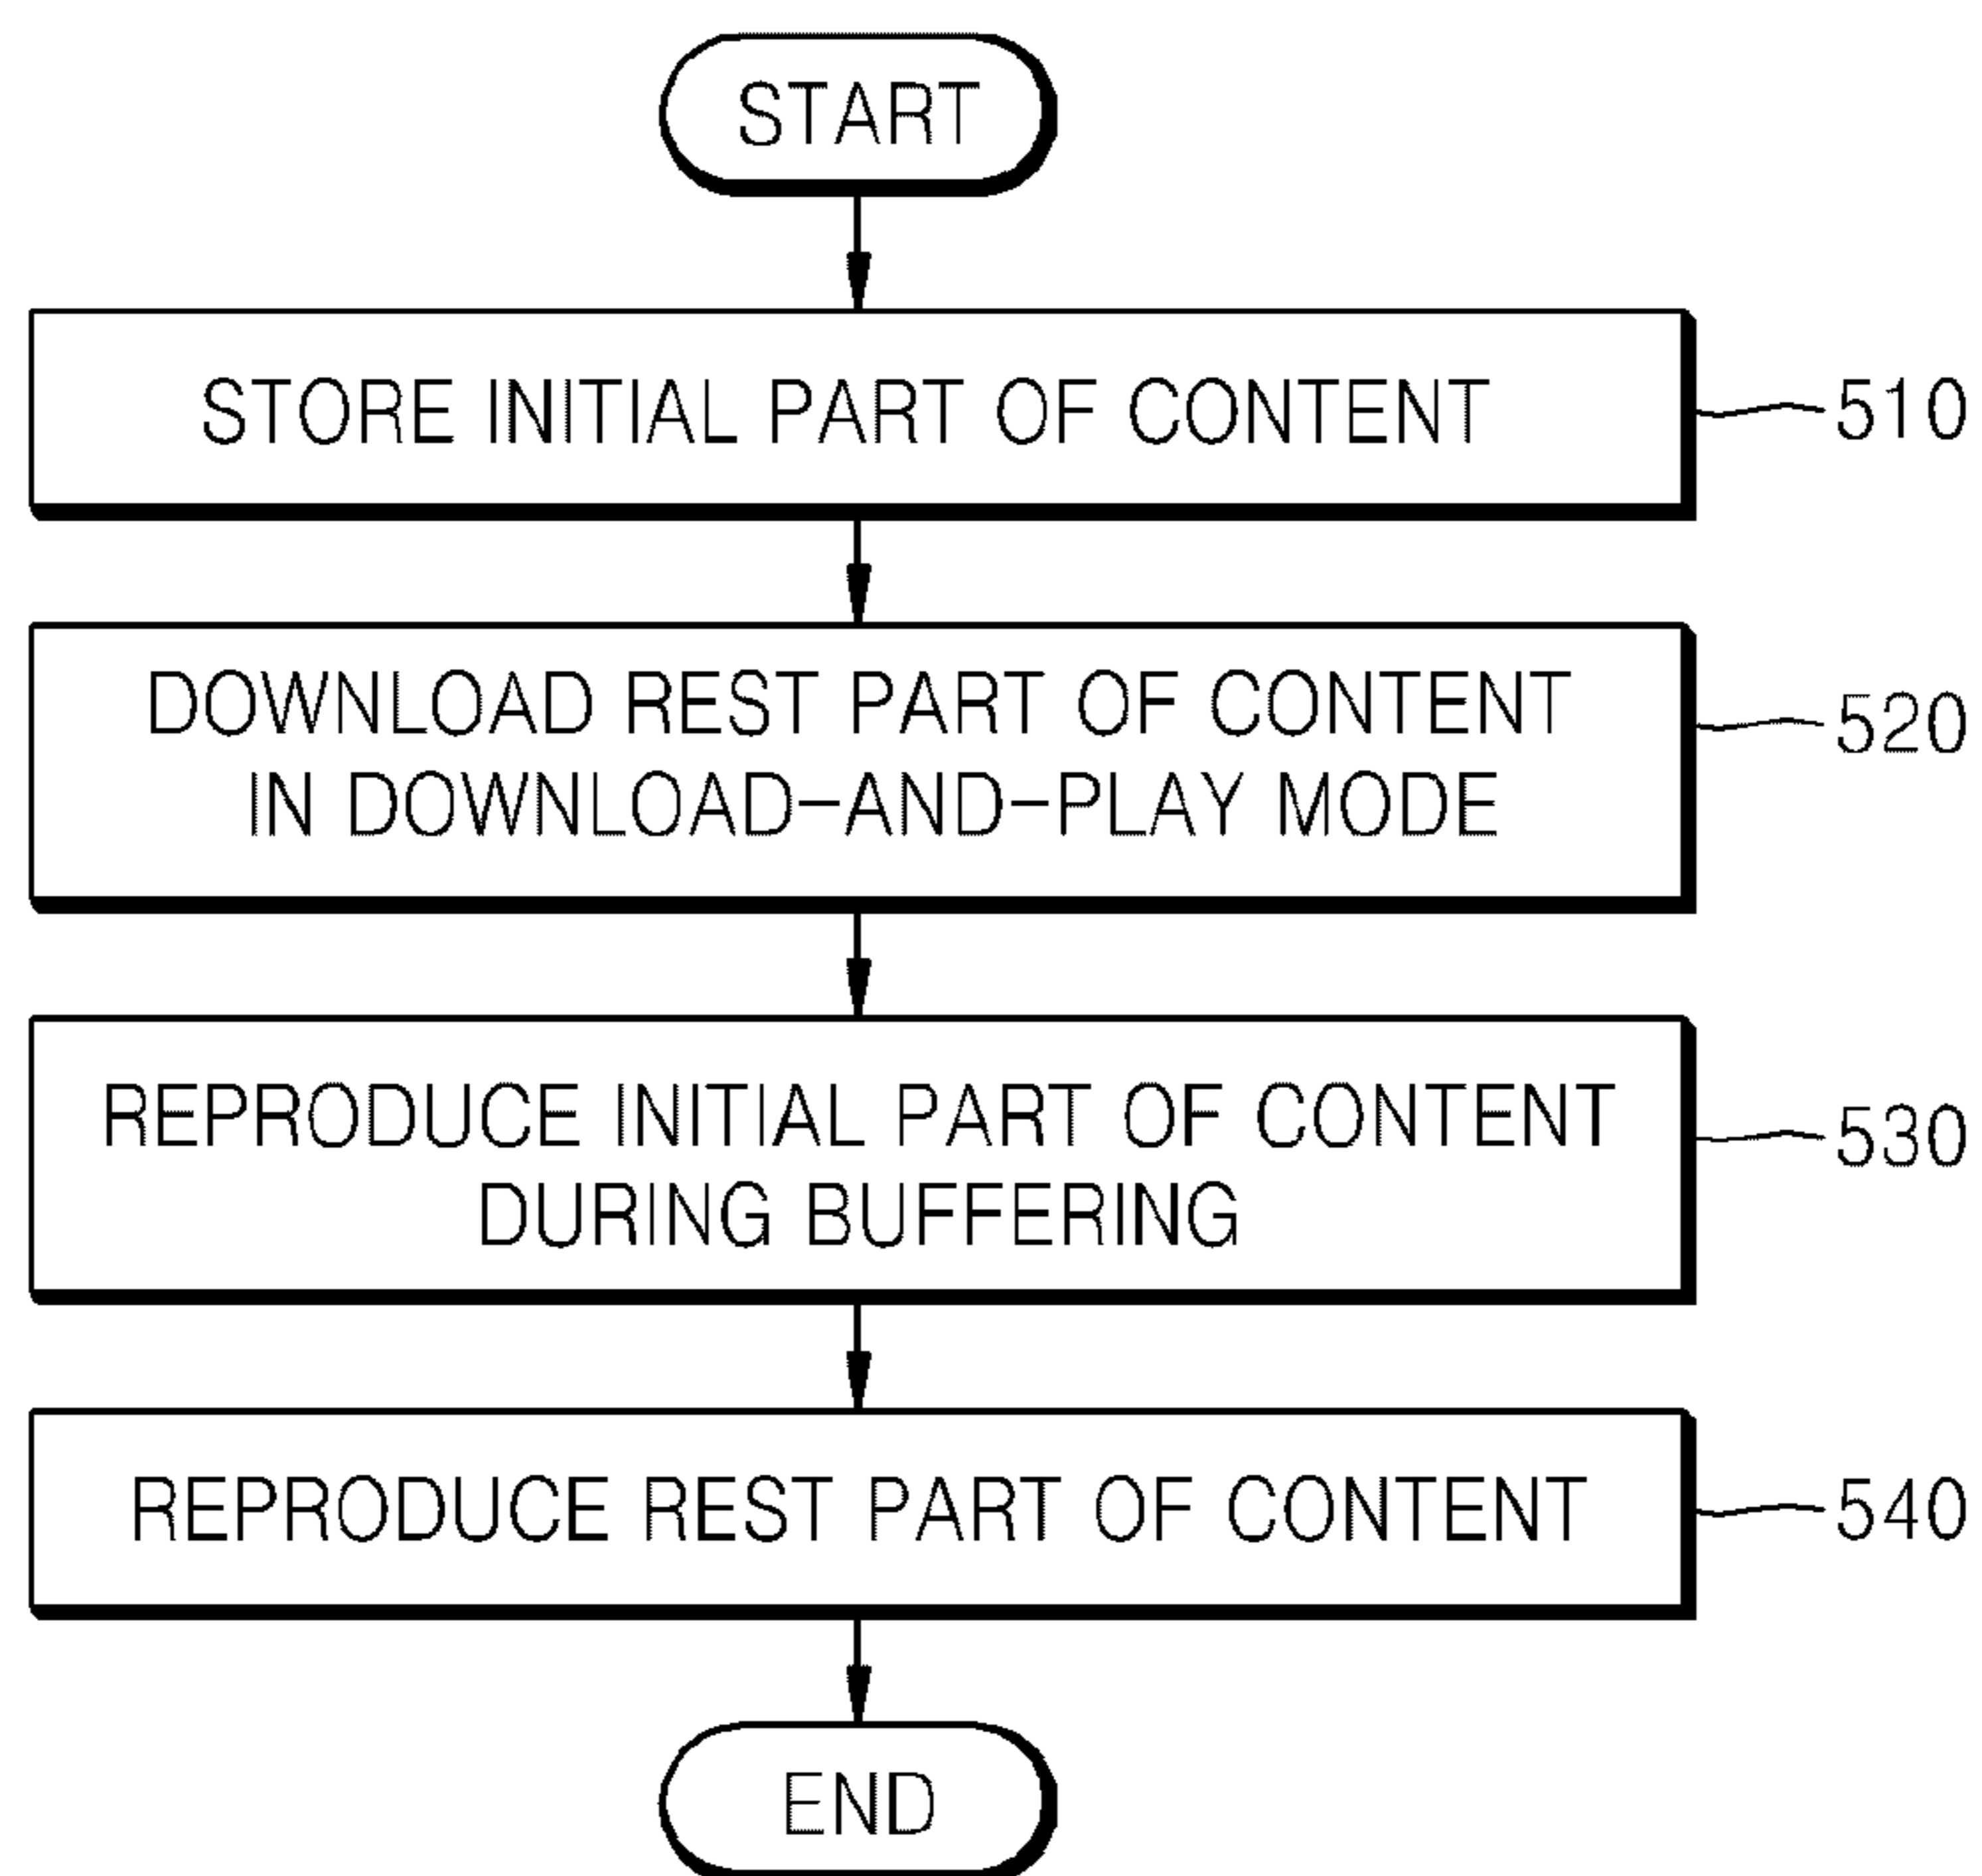 START
STORE INITIAL PART OF CONTENT
510
DOWNLOAD REST PART OF CONTENT
IN DOWNLOAD-AND-PLAY MODE
520
REPRODUCE INITIAL PART OF CONTENT
DURING BUFFERING
530
REPRODUCE REST PART OF CONTENT
540
END